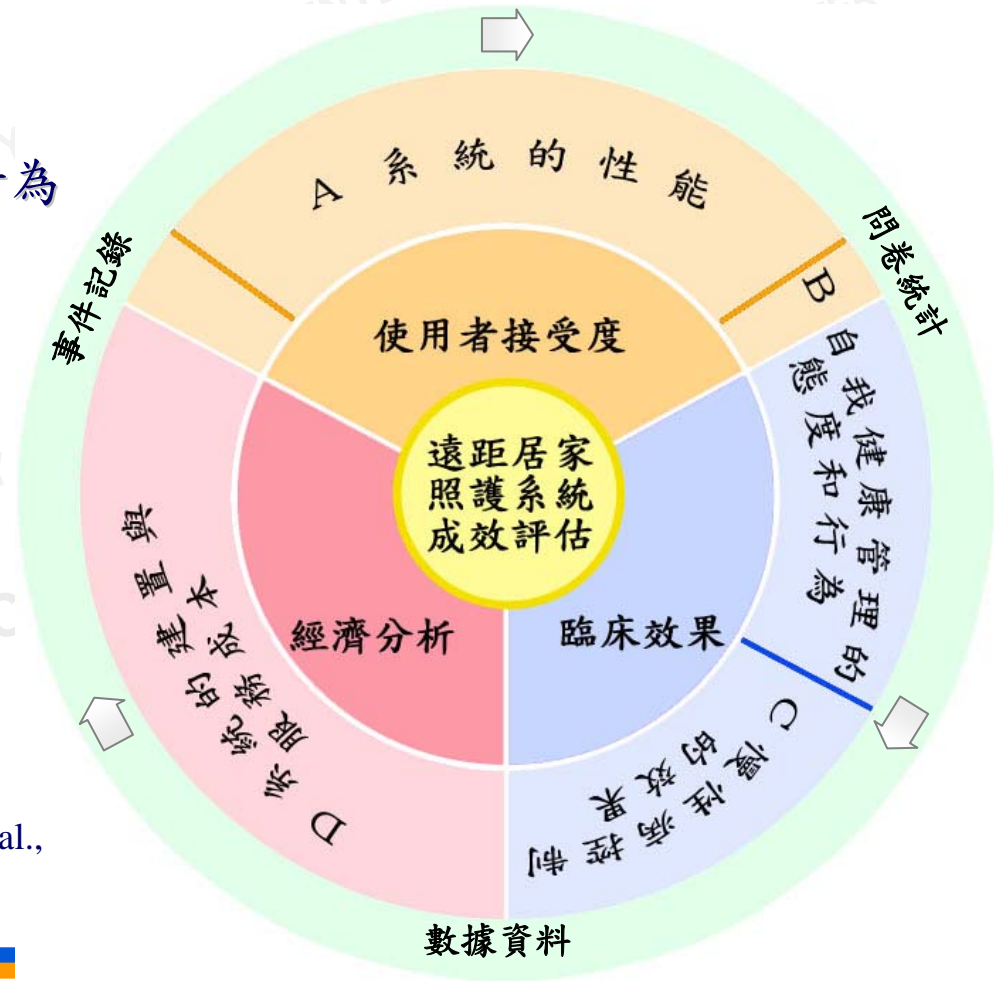 為
A 系統的性能
事件記錄
問卷統計
B 自我健康管理的
態度和行為
使用者接受度
遠距居家
照護系統
成效評估
經濟分析
臨床效果
C 慢性病控制
的效果
D 系統的建置與
服務成本
al.,
數據資料